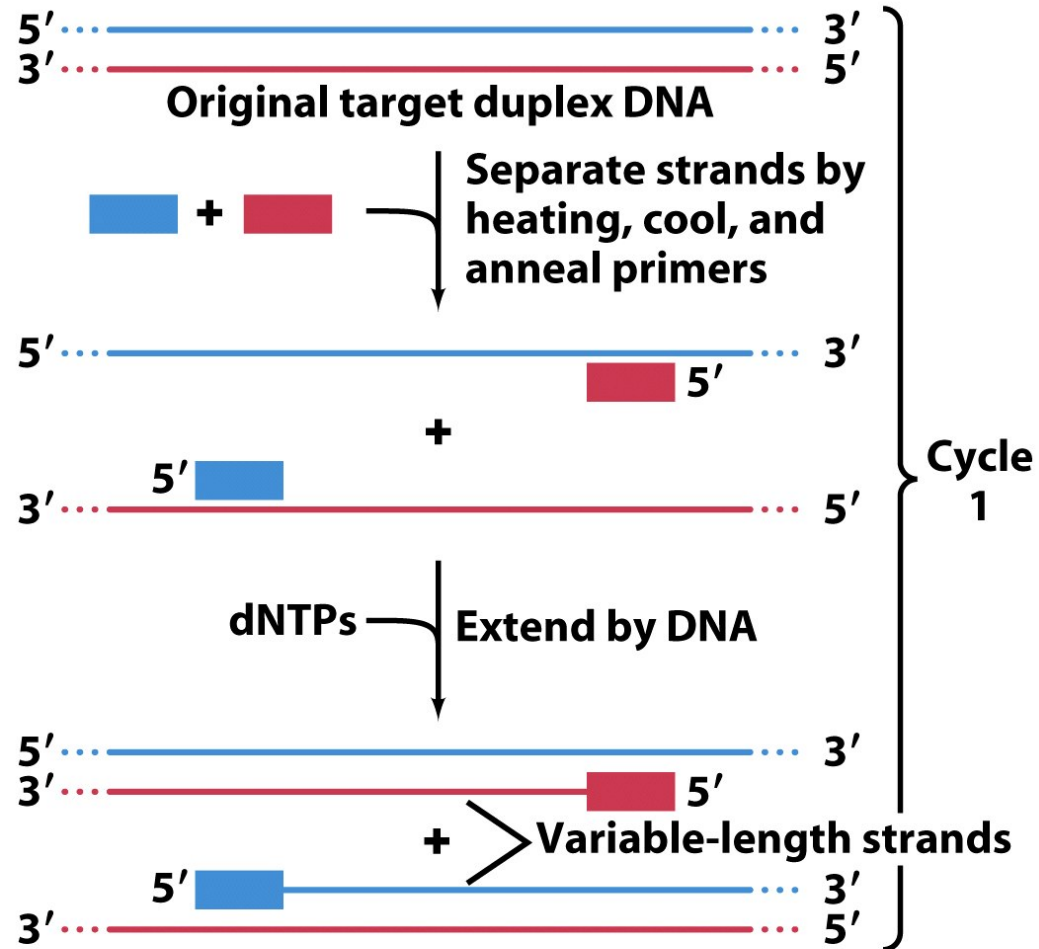 5′ 3′
3′ 5′
Original target duplex DNA
Separate strands by
heating, cool, and
anneal primers
+
5′ 3′
5′
+
5′
3′ 5′
Cycle
1
dNTPs
Extend by DNA
5′ 3′
3′ 5′
+
Variable-length strands
5′ 3′
3′ 5′